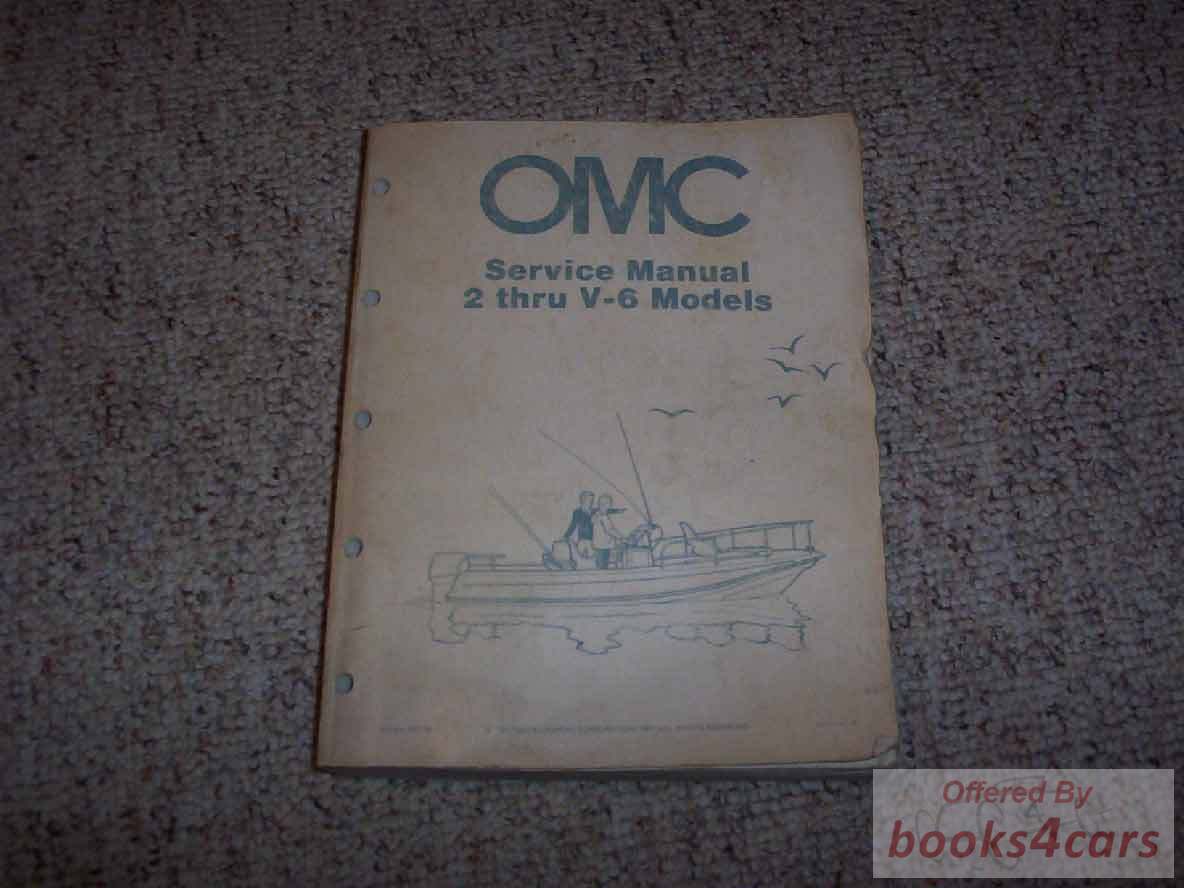 OMC
Service Manual
2 thru V-6 Models
Offered By
books4cars